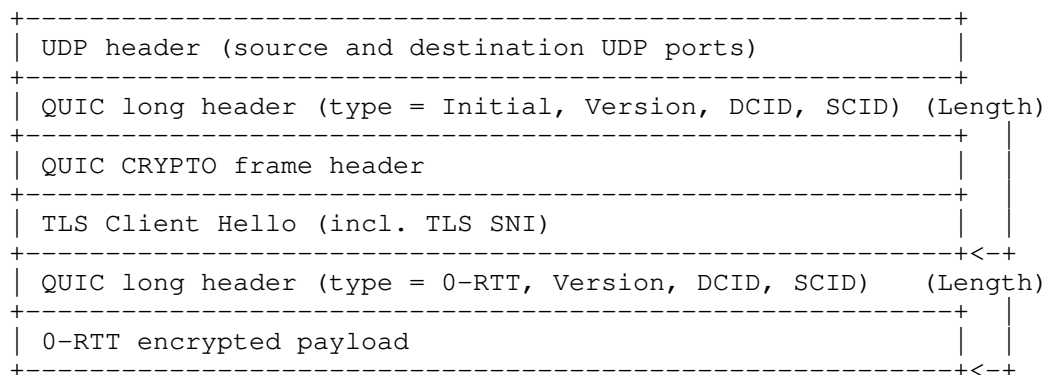 UDP header (source and destination UDP ports)
QUIC long header (type = Initial, Version, DCID, SCID) (Length)
QUIC CRYPTO frame header
TLS Client Hello (incl. TLS SNI)
QUIC long header (type = 0-RTT, Version, DCID, SCID) (Length)
0-RTT encrypted payload